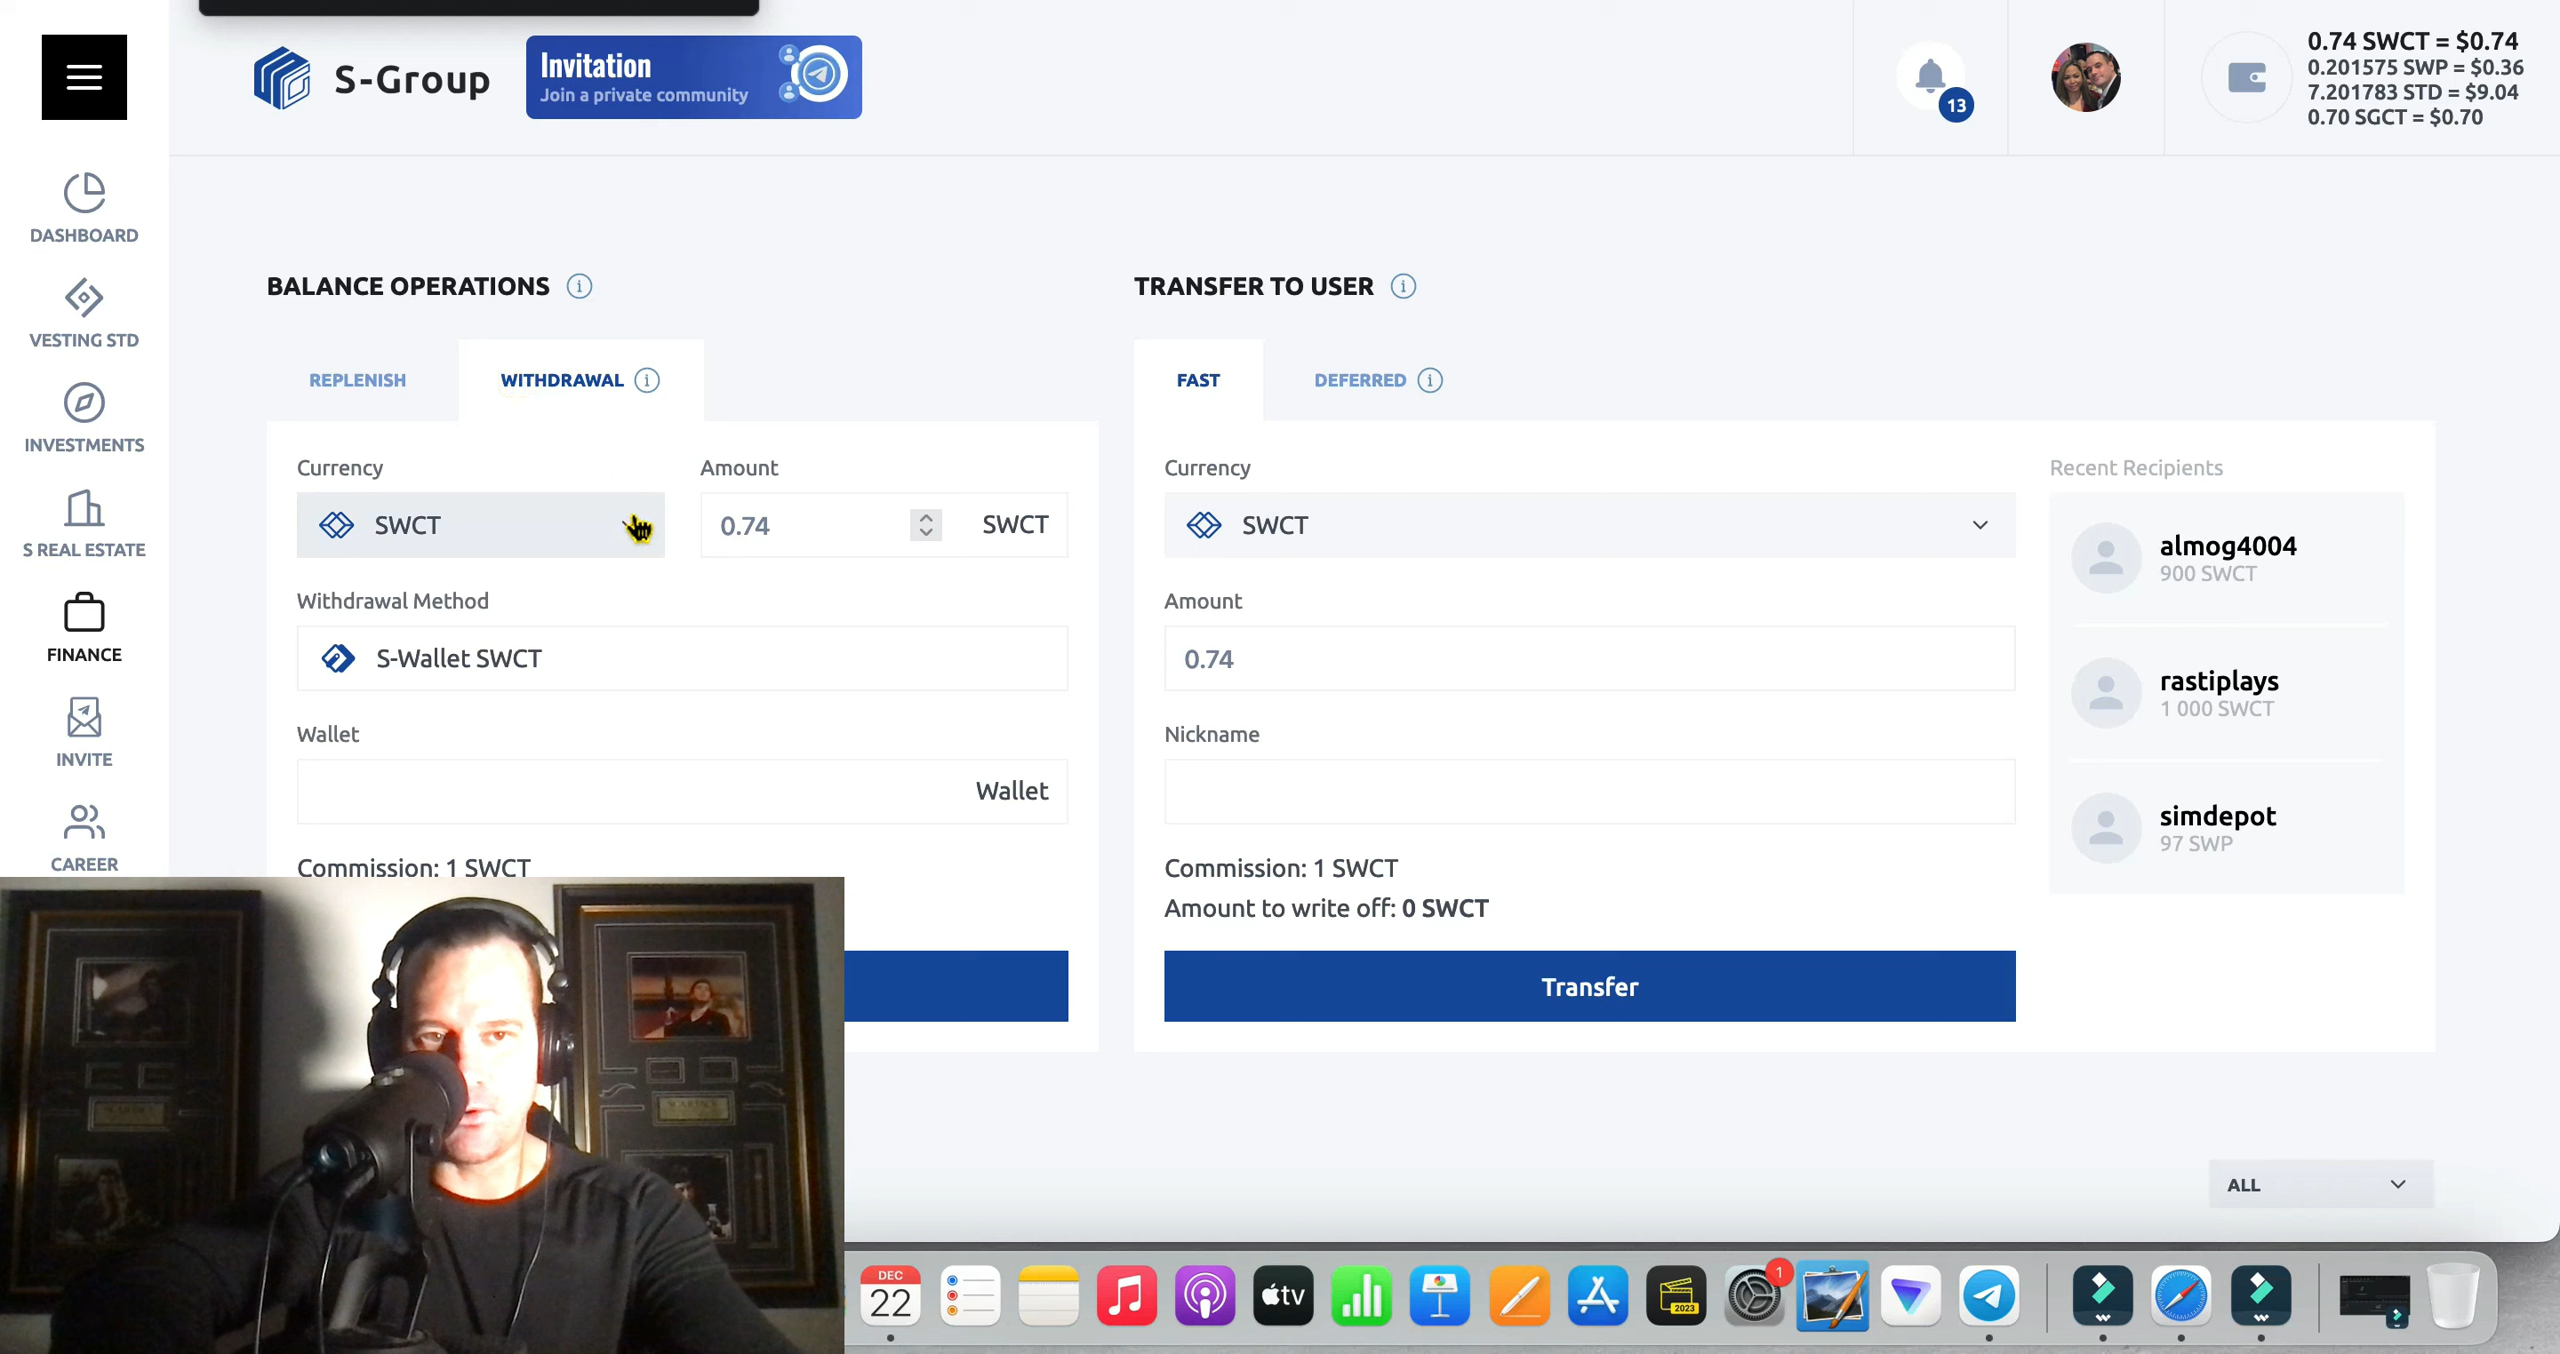 S-Group
Invitation
Join a private community
13
0.74 SWCT = $0.74
0.201575 SWP = $0.36
7.201783 STD = $9.04
0.70 SGCT = $0.70
DASHBOARD
VESTING STD
INVESTMENTS
S REAL ESTATE
FINANCE
INVITE
CAREER
BALANCE OPERATIONS
REPLENISH
WITHDRAWAL
Currency
Amount
SWCT
0.74
SWCT
Withdrawal Method
S-Wallet SWCT
Wallet
Wallet
Commission: 1 SWCT
TRANSFER TO USER
FAST
DEFERRED
Currency
SWCT
Amount
0.74
Nickname
Commission: 1 SWCT
Amount to write off: 0 SWCT
Transfer
Recent Recipients
almog4004
900 SWCT
rastiplays
1 000 SWCT
simdepot
97 SWP
ALL
DEC
22
tv
2023
1